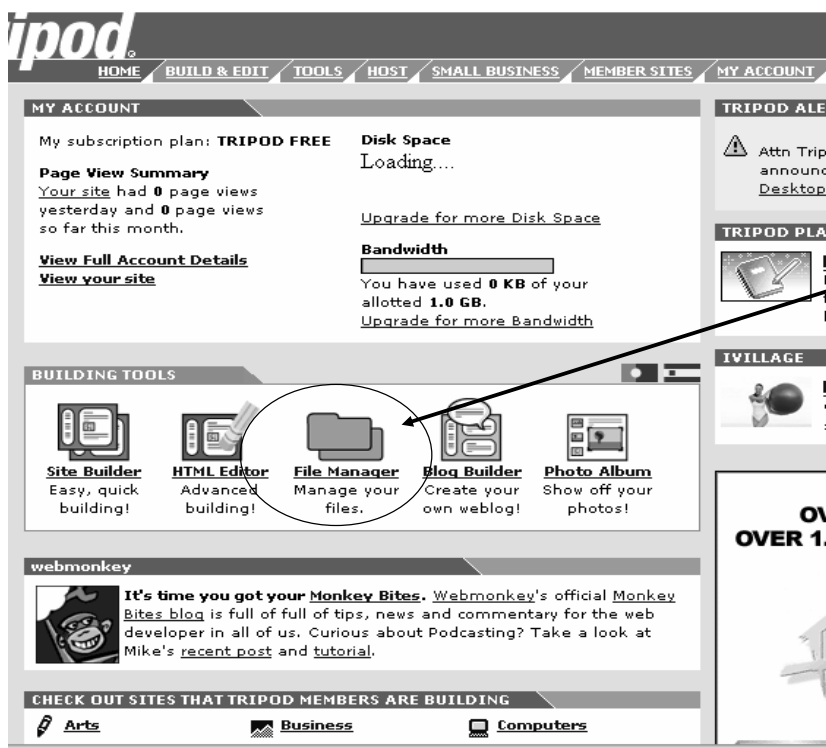 tripod®
HOME BUILD & EDIT TOOLS HOST SMALL BUSINESS MEMBER SITES MY ACCOUNT
MY ACCOUNT
My subscription plan: TRIPOD FREE
Page View Summary
Your site had 0 page views
yesterday and 0 page views
so far this month.
View Full Account Details
View your site
Disk Space
Loading....
Upgrade for more Disk Space
Bandwidth
You have used 0 KB of your
allotted 1.0 GB.
Upgrade for more Bandwidth
TRIPOD ALE
Attn Trip
announc
Desktop
TRIPOD PLA
IVILLAGE
BUILDING TOOLS
Site Builder
Easy, quick
building!
HTML Editor
Advanced
building!
File Manager
Manage your
files.
Blog Builder
Create your
own weblog!
Photo Album
Show off your
photos!
OV
OVER 1.
webmonkey
It's time you got your Monkey Bites. Webmonkey's official Monkey
Bites blog is full of full of tips, news and commentary for the web
developer in all of us. Curious about Podcasting? Take a look at
Mike's recent post and tutorial.
CHECK OUT SITES THAT TRIPOD MEMBERS ARE BUILDING
Arts Business Computers